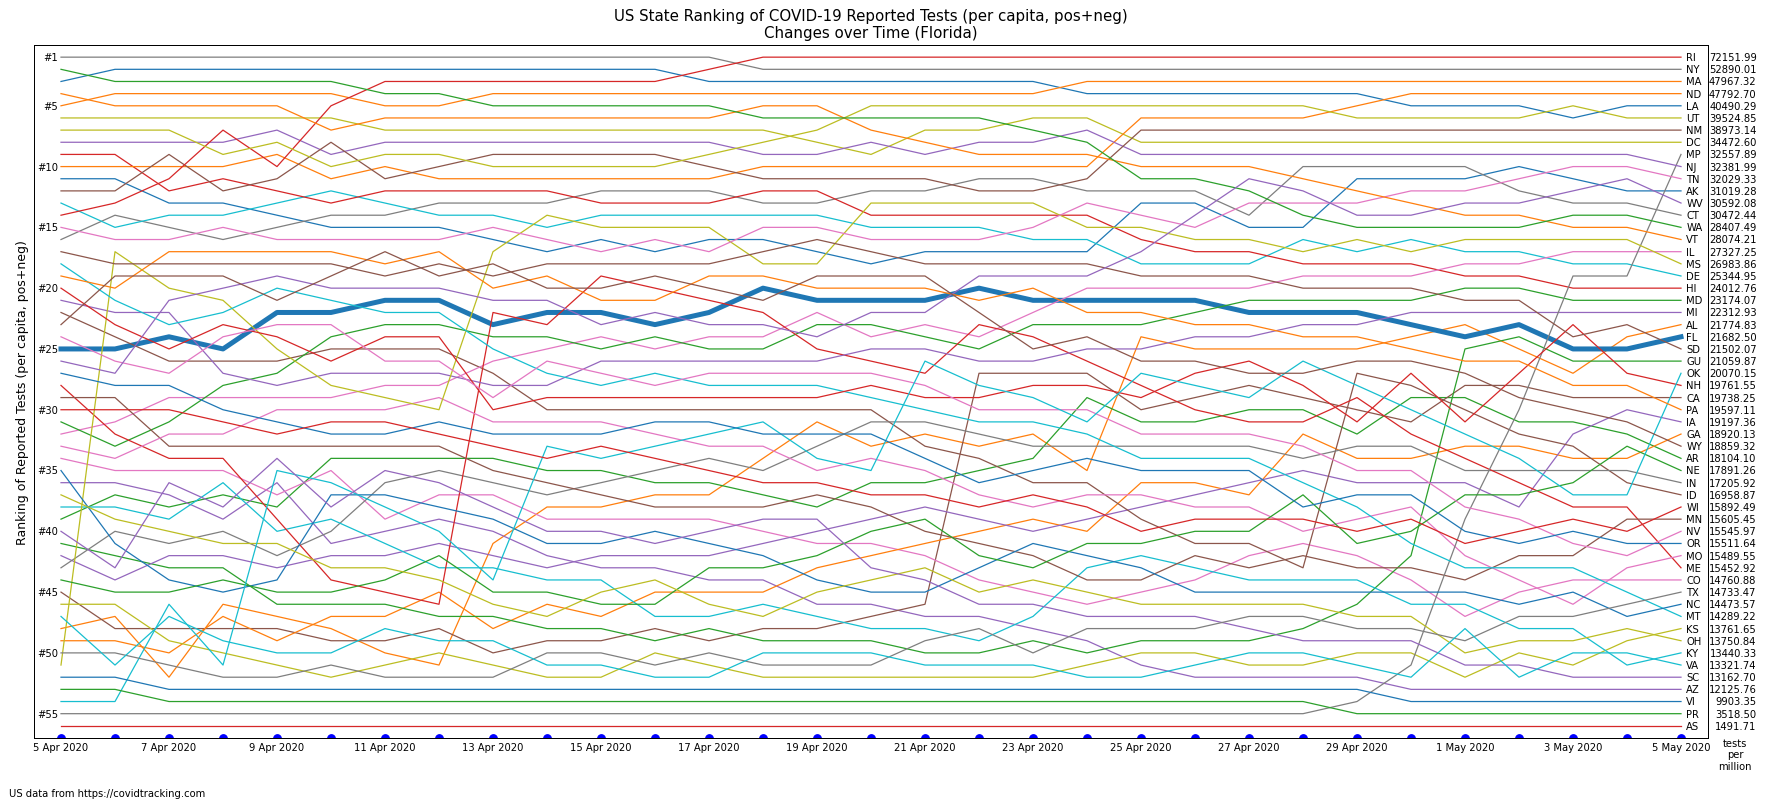 US State Ranking of COVID-19 Reported Tests (per capita, pos+neg)
Changes over Time (Florida)
Ranking of Reported Tests (per capita, pos+neg)
#1
#5
#10
#15
#20
#25
#30
#35
#40
#45
#50
#55
RI 72151.99
NY 52890.01
MA 47967.32
ND 47792.70
LA 40490.29
UT 39524.85
NM 38973.14
DC 34472.60
MP 32557.89
NJ 32381.99
TN 32029.33
AK 31019.28
WV 30592.08
CT 30472.44
WA 28407.49
VT 28074.21
IL 27327.25
MS 26983.86
DE 25344.95
HI 24012.76
MD 23174.07
MI 22312.93
AL 21774.83
FL 21682.50
SD 21502.07
GU 21059.87
OK 20070.15
NH 19761.55
CA 19738.25
PA 19597.11
IA 19197.36
GA 18920.13
WY 18859.32
AR 18104.10
NE 17891.26
IN 17205.92
ID 16958.87
WI 15892.49
MN 15605.45
NV 15545.97
OR 15511.64
MO 15489.55
ME 15452.92
CO 14760.88
TX 14733.47
NC 14473.57
MT 14289.22
KS 13761.65
OH 13750.84
KY 13440.33
VA 13321.74
SC 13162.70
AZ 12125.76
VI 9903.35
PR 3518.50
AS 1491.71
5 Apr 2020 7 Apr 2020 9 Apr 2020 11 Apr 2020 13 Apr 2020 15 Apr 2020 17 Apr 2020 19 Apr 2020 21 Apr 2020 23 Apr 2020 25 Apr 2020 27 Apr 2020 29 Apr 2020 1 May 2020 3 May 2020 5 May 2020
tests
per
million
US data from https://covidtracking.com